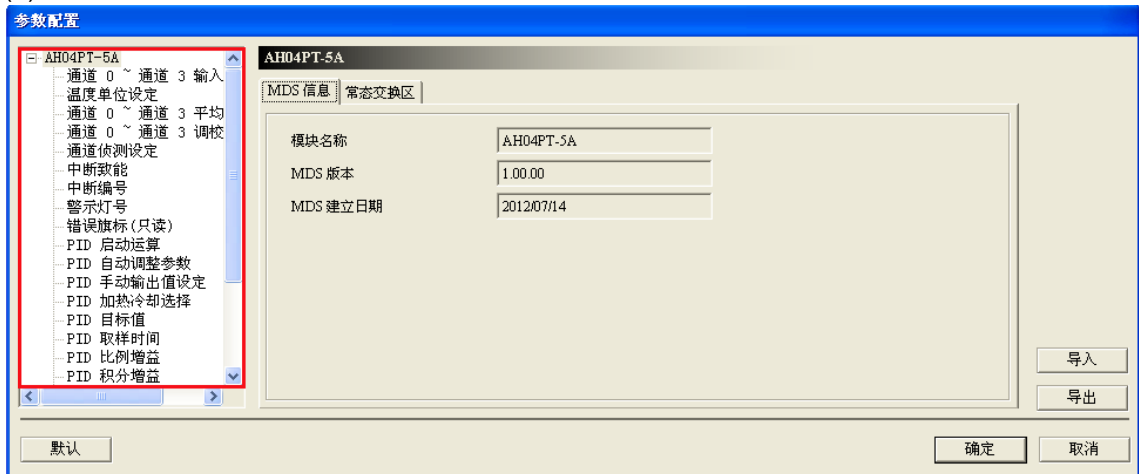 参数配置
AH04PT-5A
通道 0 ~ 通道 3 输入
温度单位设定
通道 0 ~ 通道 3 平均
通道 0 ~ 通道 3 调校
通道侦测设定
中断致能
中断编号
警示灯号
错误旗标(只读)
PID 启动运算
PID 自动调整参数
PID 手动输出值设定
PID 加热冷却选择
PID 目标值
PID 取样时间
PID 比例增益
PID 积分增益
AH04PT-5A
MDS 信息 常态交换区
模块名称 AH04PT-5A
MDS 版本 1.00.00
MDS 建立日期 2012/07/14
导入
导出
默认 确定 取消